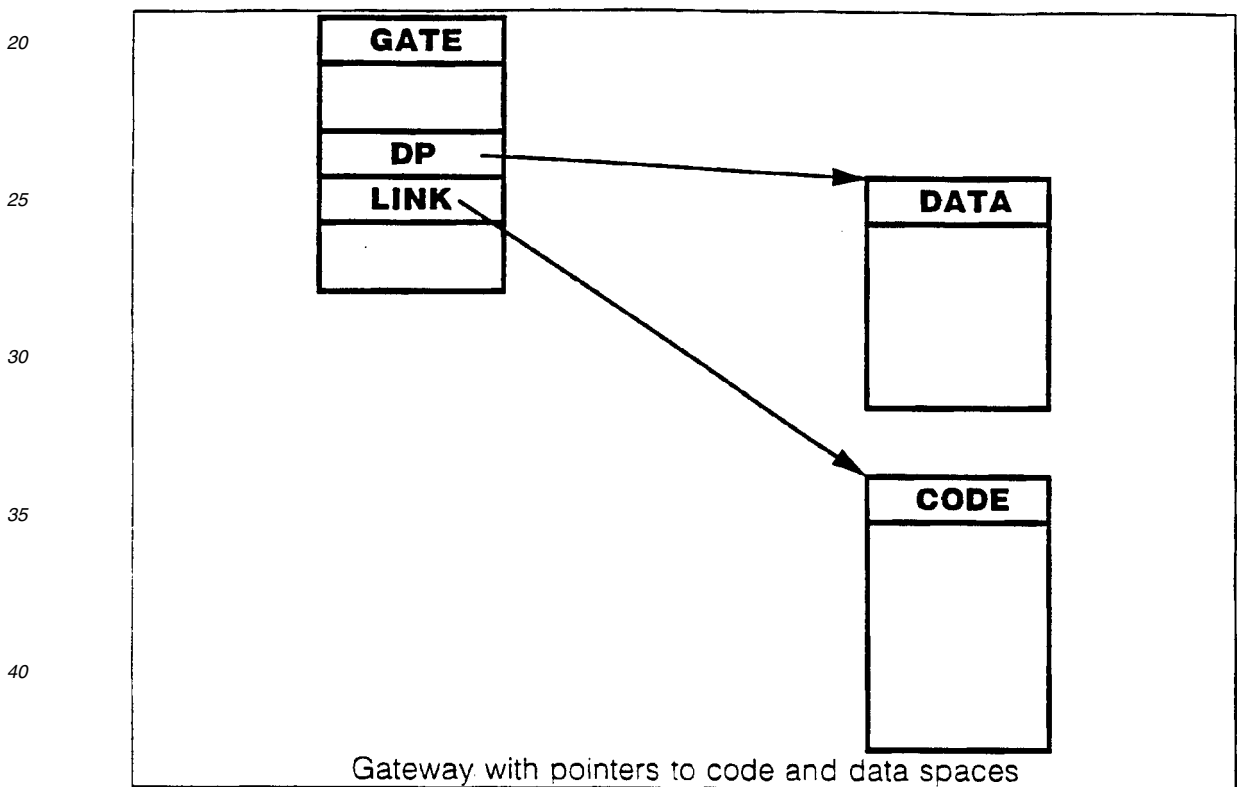 20
GATE
DP
25
LINK
DATA
30
35
CODE
40
Gateway with pointers to code and data spaces